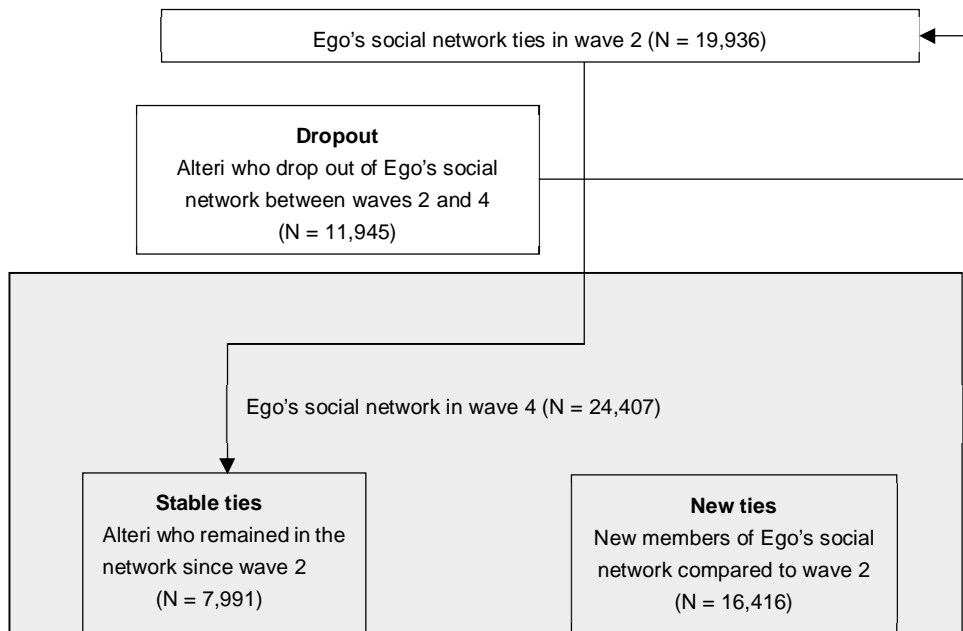 Ego’s social network ties in wave 2 (N = 19,936)
Dropout
Alteri who drop out of Ego’s social
network between waves 2 and 4
(N = 11,945)
Ego’s social network in wave 4 (N = 24,407)
Stable ties
Alteri who remained in the
network since wave 2
(N = 7,991)
New ties
New members of Ego’s social
network compared to wave 2
(N = 16,416)